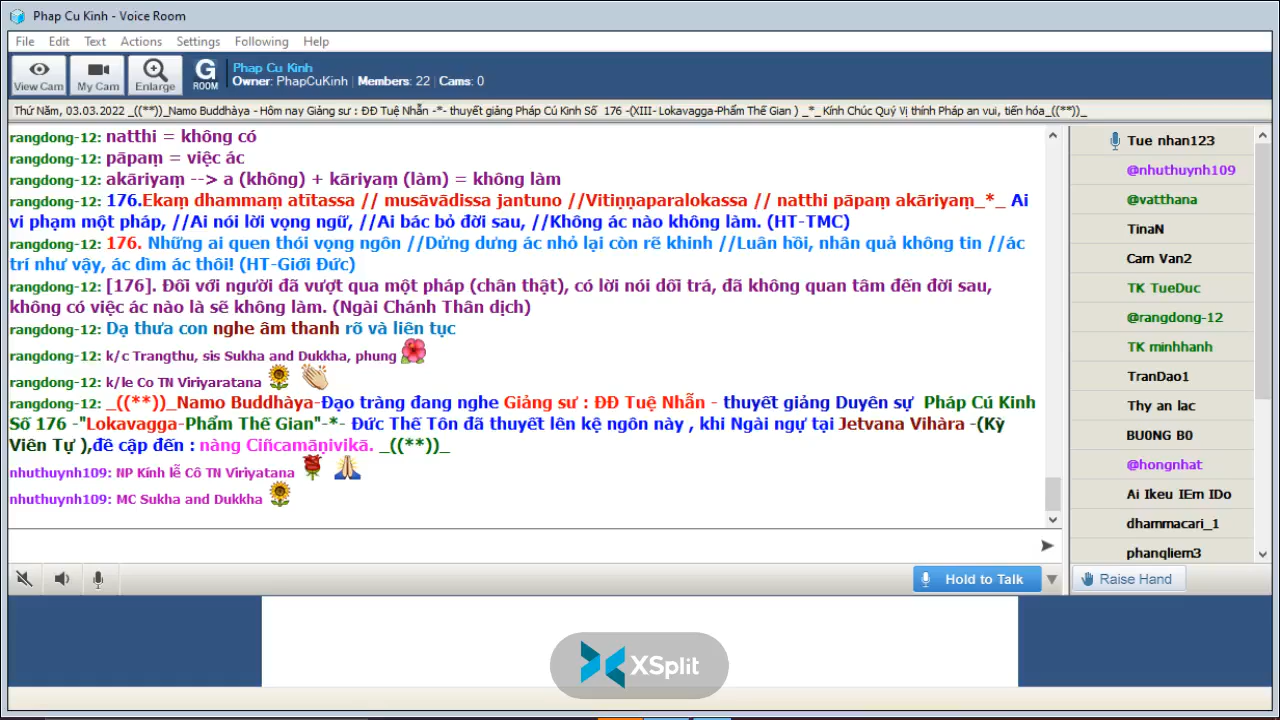 Phap Cu Kinh - Voice Room
File Edit Text Actions Settings Following Help
View Cam My Cam Enlarge G ROOM
Phap Cu Kinh
Owner: PhapCuKinh | Members: 22 | Cams: 0
Thứ Năm, 03.03.2022 _((**))_Namo Buddhàya - Hôm nay Giảng sư : ĐĐ Tuệ Nhẫn -*- thuyết giảng Pháp Cú Kinh Số 176 -(XIII- Lokavagga-Phẩm Thế Gian ) _*_ Kính Chúc Quý Vị thính Pháp an vui, tiến hóa_((**))_
rangdong-12: natthi = không có
rangdong-12: pāpaṃ = việc ác
rangdong-12: akāriyaṃ --> a (không) + kāriyaṃ (làm) = không làm
rangdong-12: 176.Ekaṃ dhammaṃ atītassa // musāvādissa jantuno //Vitiṇṇaparalokassa // natthi pāpaṃ akāriyaṃ_*_ Ai
vi phạm một pháp, //Ai nói lời vọng ngữ, //Ai bác bỏ đời sau, //Không ác nào không làm. (HT-TMC)
rangdong-12: 176. Những ai quen thói vọng ngôn //Dửng dưng ác nhỏ lại còn rẽ khinh //Luân hồi, nhân quả không tin //ác
trí như vậy, ác dìm ác thôi! (HT-Giới Đức)
rangdong-12: [176]. Đối với người đã vượt qua một pháp (chân thật), có lời nói dối trá, đã không quan tâm đến đời sau,
không có việc ác nào là sẽ không làm. (Ngài Chánh Thân dịch)
rangdong-12: Dạ thưa con nghe âm thanh rõ và liên tục
rangdong-12: k/c Trangthu, sis Sukha and Dukkha, phung
rangdong-12: k/le Co TN Viriyaratana
rangdong-12: _((**))_Namo Buddhàya-Đạo tràng đang nghe Giảng sư : ĐĐ Tuệ Nhẫn - thuyết giảng Duyên sự Pháp Cú Kinh
Số 176 -"Lokavagga-Phẩm Thế Gian"-*- Đức Thế Tôn đã thuyết lên kệ ngôn này , khi Ngài ngự tại Jetvana Vihàra -(Kỳ
Viên Tự ),đề cập đến : nàng Ciñcamāṇivikā. _((**))_
nhuthuynh109: NP Kính lễ Cô TN Viriyatana
nhuthuynh109: MC Sukha and Dukkha
Tue nhan123
@nhuthuynh109
@vatthana
TinaN
Cam Van2
TK TueDuc
@rangdong-12
TK minhhanh
TranDao1
Thy an lac
BU0NG B0
@hongnhat
Ai lkeu IEm IDo
dhammacari_1
phanqliem3
Hold to Talk
Raise Hand
XSplit